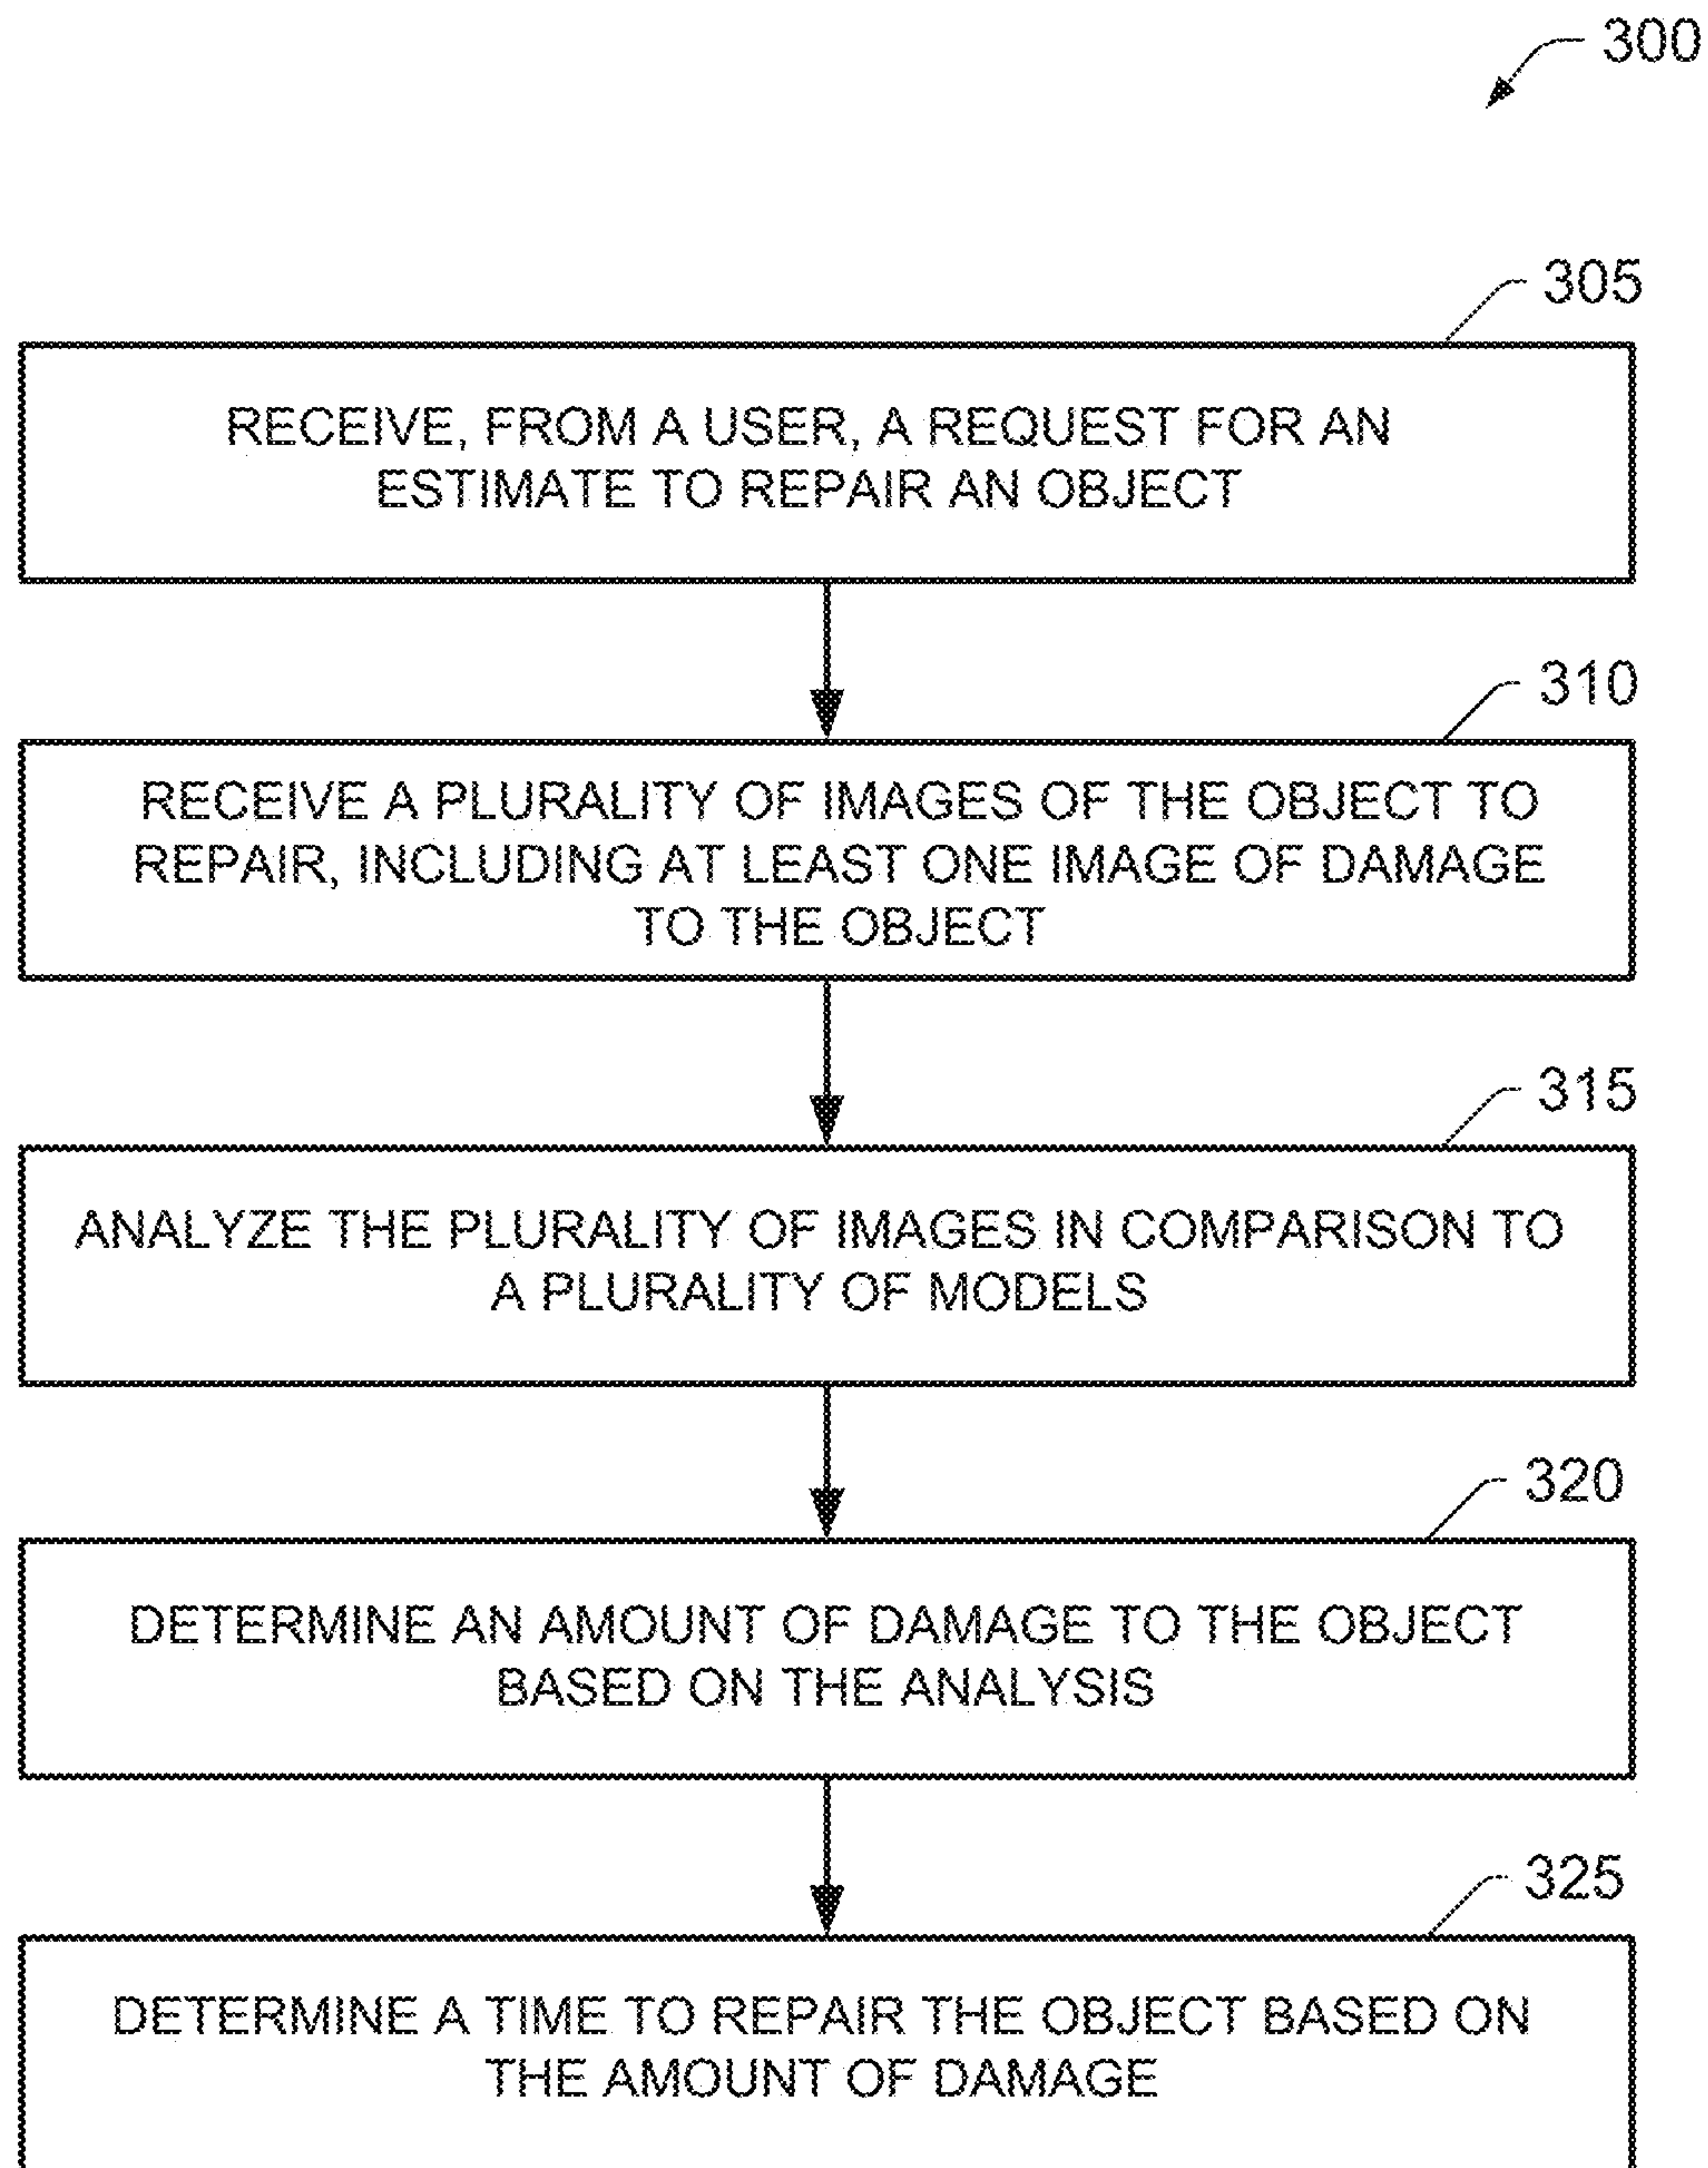 300
305
RECEIVE, FROM A USER, A REQUEST FOR AN
ESTIMATE TO REPAIR AN OBJECT
310
RECEIVE A PLURALITY OF IMAGES OF THE OBJECT TO
REPAIR, INCLUDING AT LEAST ONE IMAGE OF DAMAGE
TO THE OBJECT
315
ANALYZE THE PLURALITY OF IMAGES IN COMPARISON TO
A PLURALITY OF MODELS
320
DETERMINE AN AMOUNT OF DAMAGE TO THE OBJECT
BASED ON THE ANALYSIS
325
DETERMINE A TIME TO REPAIR THE OBJECT BASED ON
THE AMOUNT OF DAMAGE